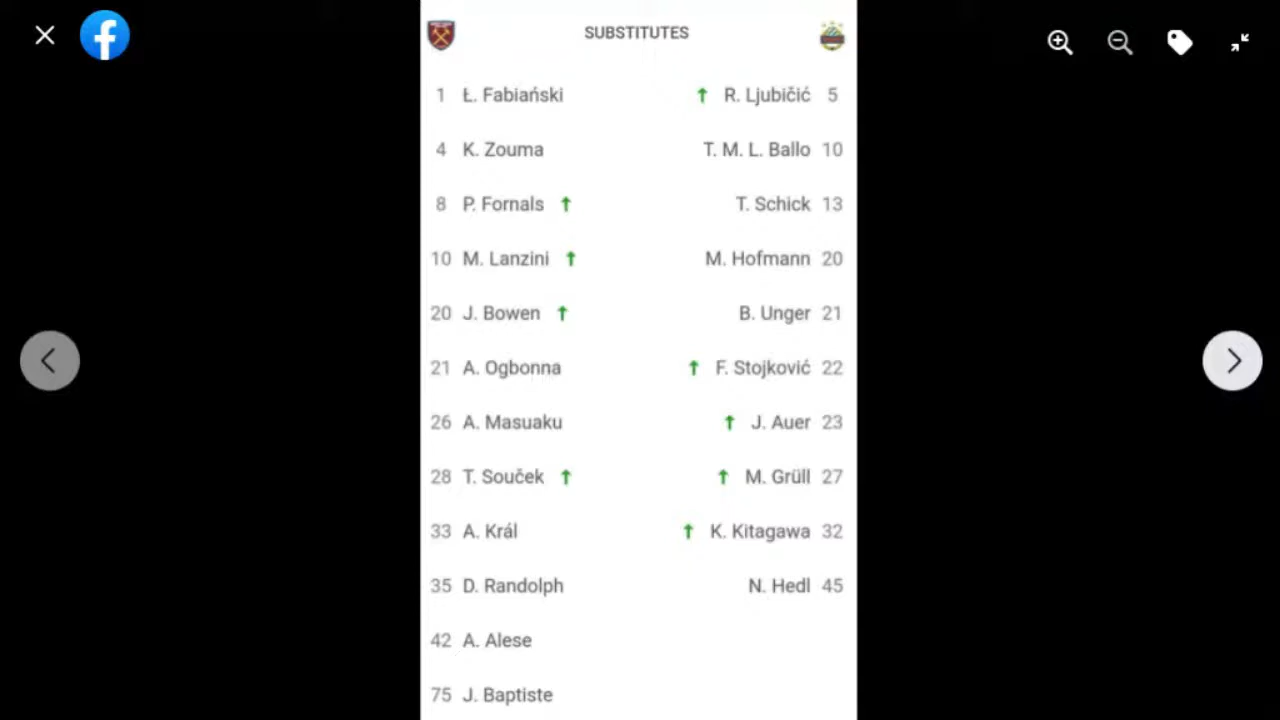 SUBSTITUTES
1 Ł. Fabiański R. Ljubičić 5
4 K. Zouma T. M. L. Ballo 10
8 P. Fornals T. Schick 13
10 M. Lanzini M. Hofmann 20
20 J. Bowen B. Unger 21
21 A. Ogbonna F. Stojković 22
26 A. Masuaku J. Auer 23
28 T. Souček M. Grüll 27
33 A. Král K. Kitagawa 32
35 D. Randolph N. Hedl 45
42 A. Alese
75 J. Baptiste